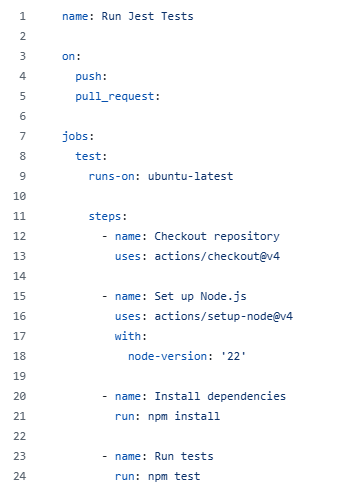 1 name: Run Jest Tests
2
3 on:
4   push:
5   pull_request:
6
7 jobs:
8   test:
9     runs-on: ubuntu-latest
10
11     steps:
12       - name: Checkout repository
13         uses: actions/checkout@v4
14
15       - name: Set up Node.js
16         uses: actions/setup-node@v4
17         with:
18           node-version: '22'
19
20       - name: Install dependencies
21         run: npm install
22
23       - name: Run tests
24         run: npm test